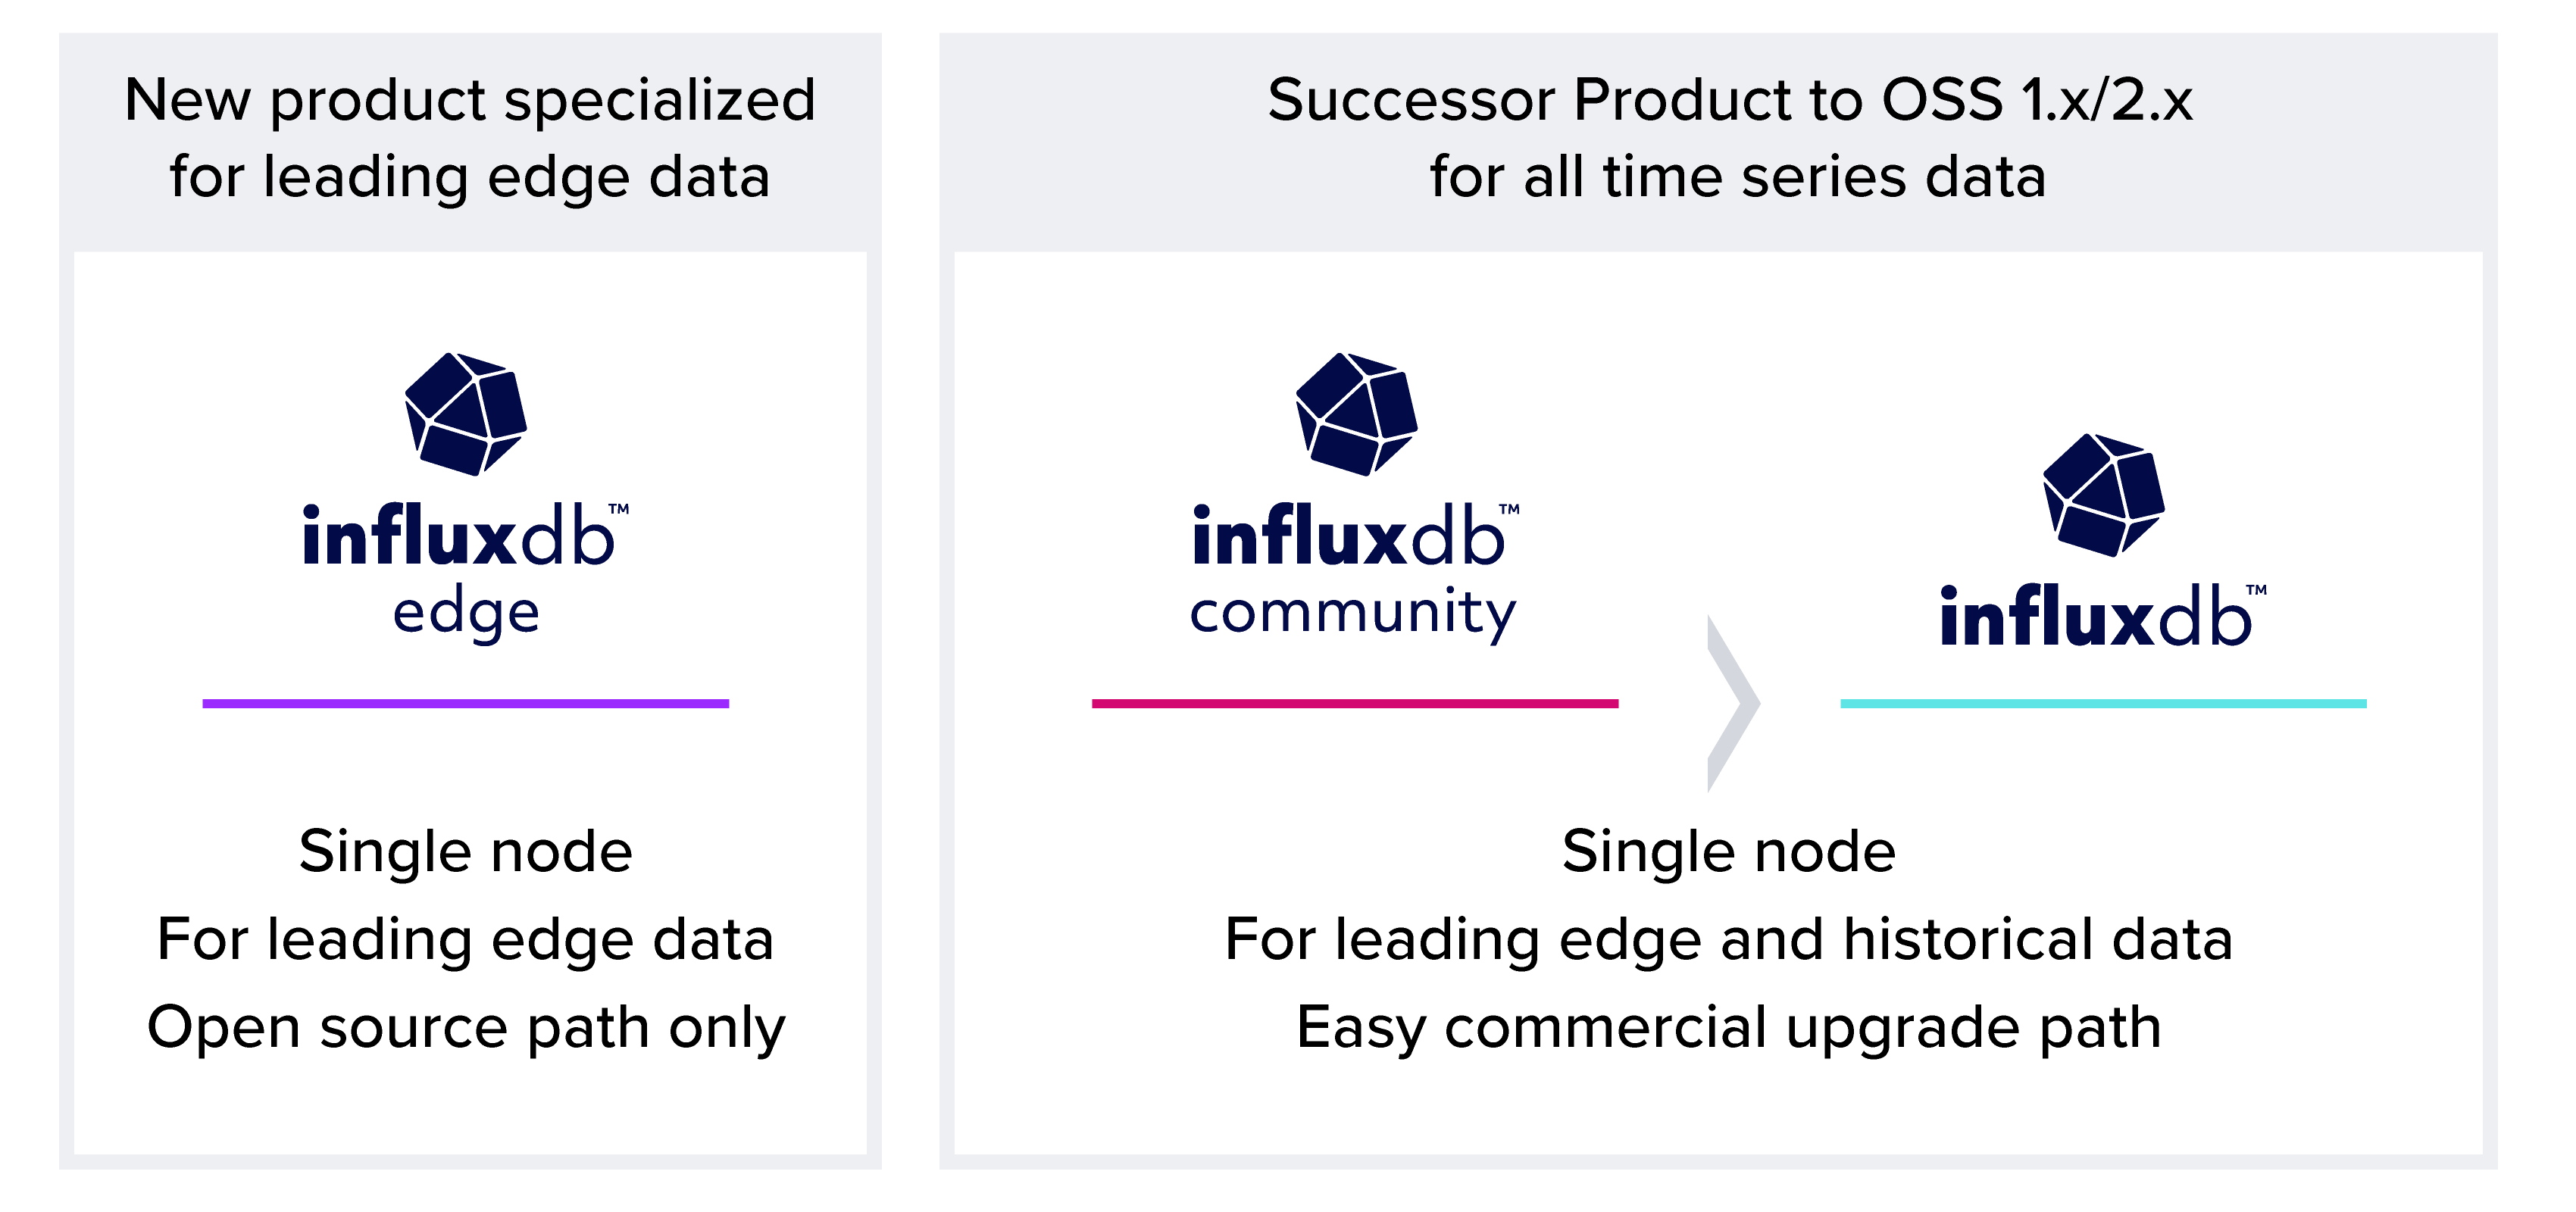 New product specialized
for leading edge data
influxdb™
edge
Single node
For leading edge data
Open source path only
Successor Product to OSS 1.x/2.x
for all time series data
influxdb™
community
influxdb™
Single node
For leading edge and historical data
Easy commercial upgrade path